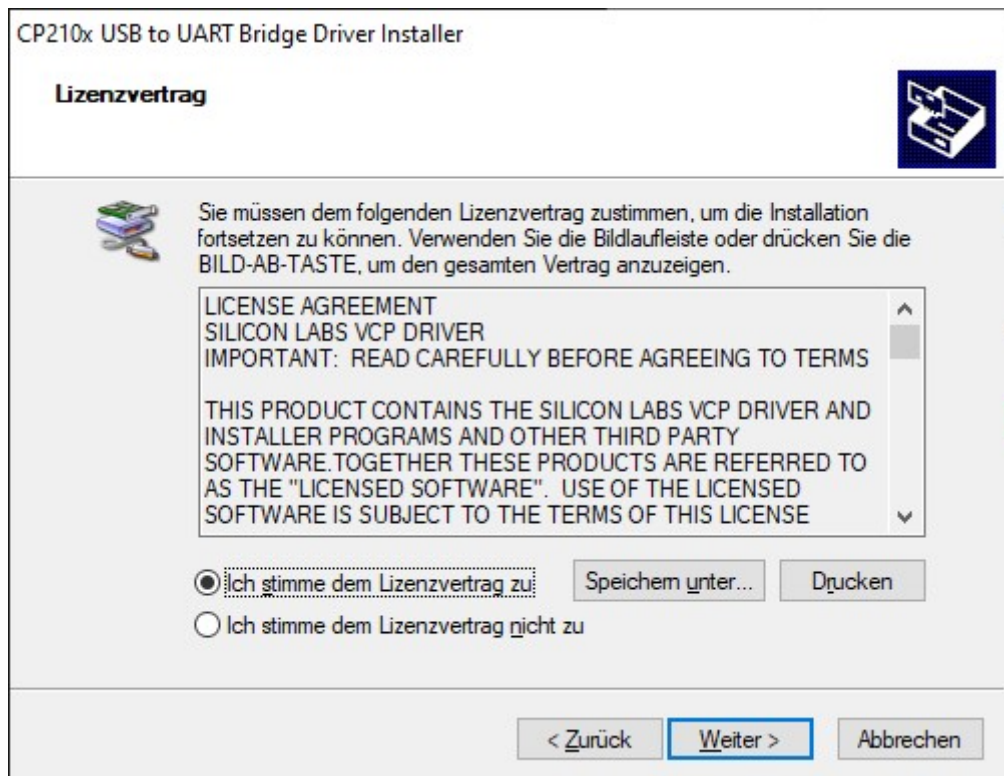 CP210x USB to UART Bridge Driver Installer
Lizenzvertrag
Sie müssen dem folgenden Lizenzvertrag zustimmen, um die Installation
fortsetzen zu können. Verwenden Sie die Bildlaufleiste oder drücken Sie die
BILD-AB-TASTE, um den gesamten Vertrag anzuzeigen.
LICENSE AGREEMENT
SILICON LABS VCP DRIVER
IMPORTANT:  READ CAREFULLY BEFORE AGREEING TO TERMS
THIS PRODUCT CONTAINS THE SILICON LABS VCP DRIVER AND
INSTALLER PROGRAMS AND OTHER THIRD PARTY
SOFTWARE.TOGETHER THESE PRODUCTS ARE REFERRED TO
AS THE "LICENSED SOFTWARE".  USE OF THE LICENSED
SOFTWARE IS SUBJECT TO THE TERMS OF THIS LICENSE
Ich stimme dem Lizenzvertrag zu
Speichern unter...
Drucken
Ich stimme dem Lizenzvertrag nicht zu
< Zurück
Weiter >
Abbrechen